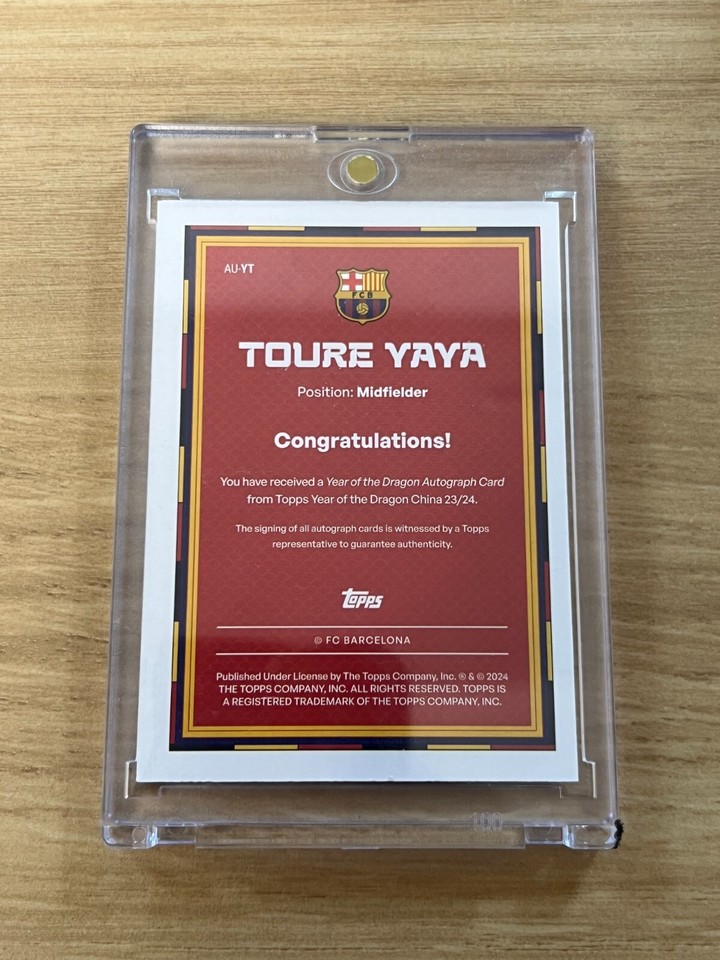 AU-YT
FCB
TOURE YAYA
Position: Midfielder
Congratulations!
You have received a Year of the Dragon Autograph Card
from Topps Year of the Dragon China 23/24.
The signing of all autograph cards is witnessed by a Topps
representative to guarantee authenticity.
topps
© FC BARCELONA
Published Under License by The Topps Company, Inc. ® & © 2024
THE TOPPS COMPANY, INC. ALL RIGHTS RESERVED. TOPPS IS
A REGISTERED TRADEMARK OF THE TOPPS COMPANY, INC.